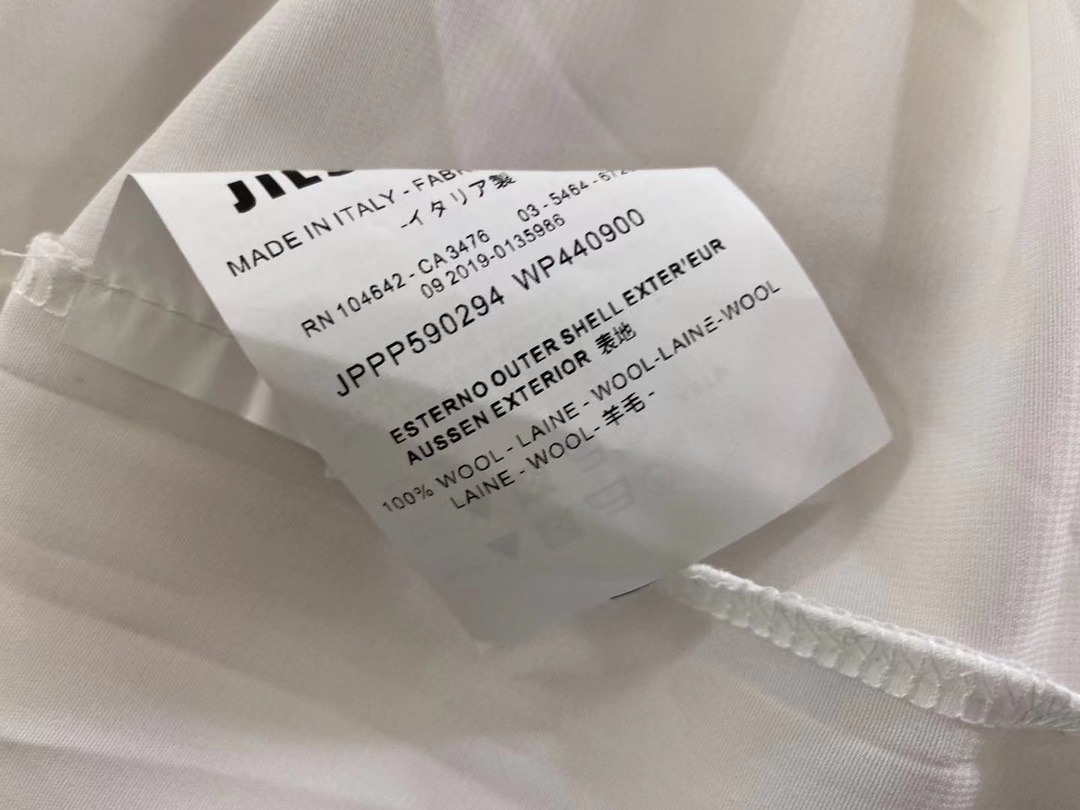 JILS
MADE IN ITALY - FABR
-イタリア製
RN 104642 - CA 3476 03 - 5464 -
09 2019-0135986
JPPP590294 WP440900
ESTERNO OUTER SHELL EXTER'EUR
AUSSEN EXTERIOR 表地
100% WOOL - LAINE - WOOL-LAINE-WOOL
LAINE - WOOL- 羊毛 -